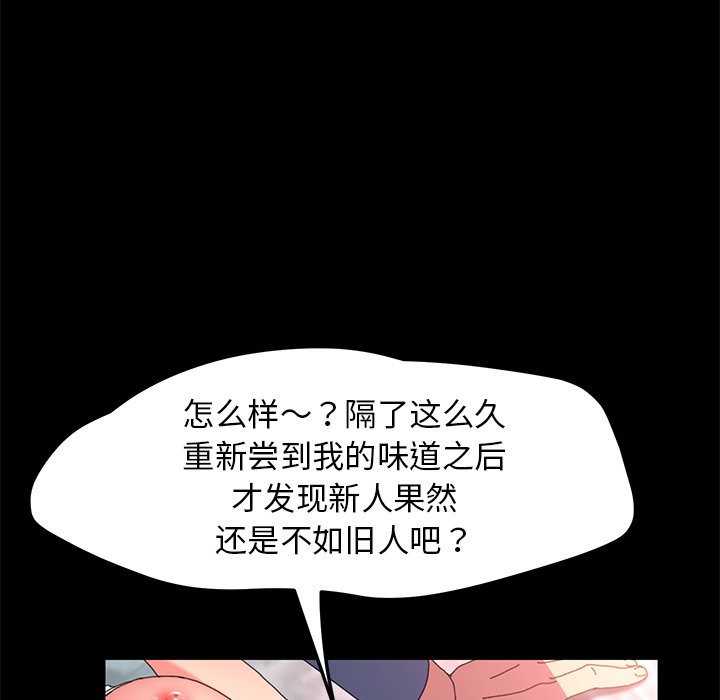 怎么样～？隔了这么久
重新尝到我的味道之后
才发现新人果然
还是不如旧人吧？